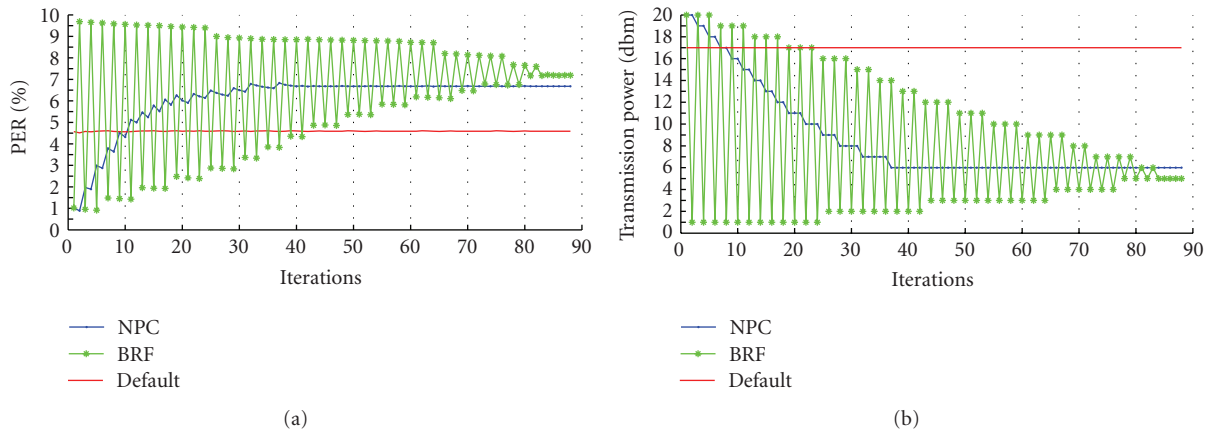 PER (%)
10
9
8
7
6
5
4
3
2
1
0
0 10 20 30 40 50 60 70 80 90
Iterations
NPC
BRF
Default
(a)
Transmission power (dbm)
20
18
16
14
12
10
8
6
4
2
0
0 10 20 30 40 50 60 70 80 90
Iterations
NPC
BRF
Default
(b)